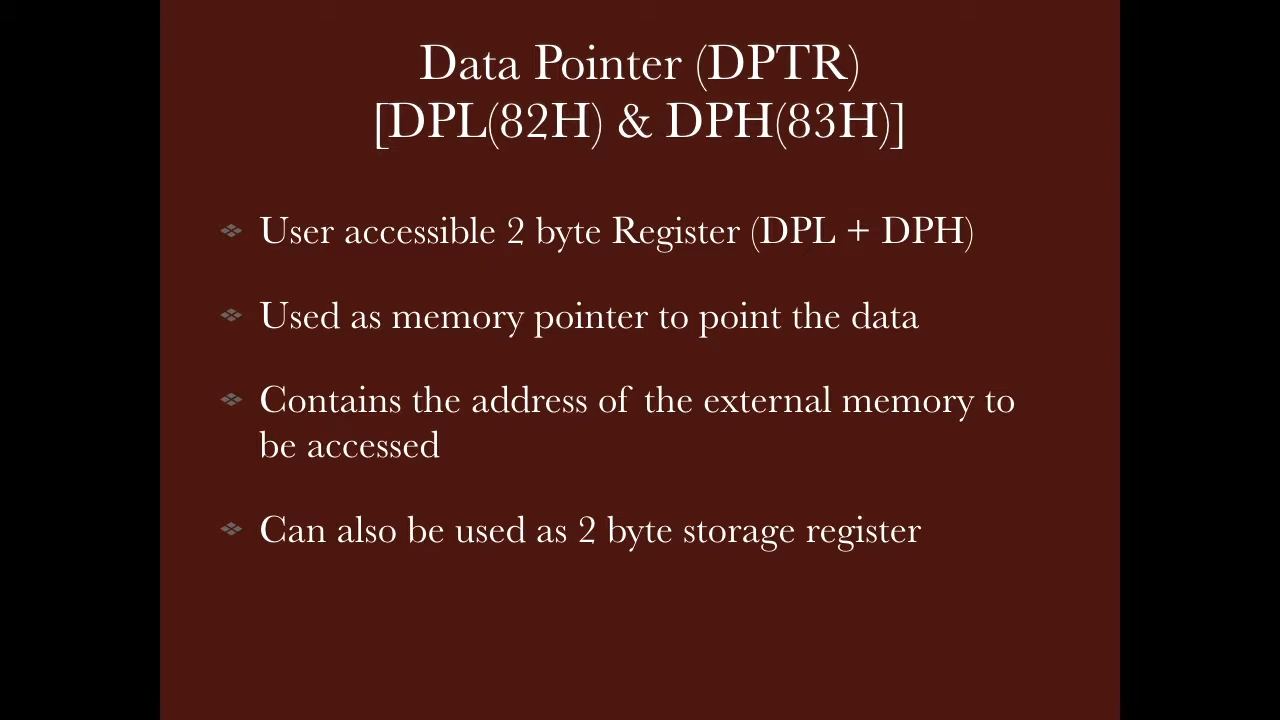 Data Pointer (DPTR)
[DPL(82H) & DPH(83H)]
User accessible 2 byte Register (DPL + DPH)
Used as memory pointer to point the data
Contains the address of the external memory to
be accessed
Can also be used as 2 byte storage register